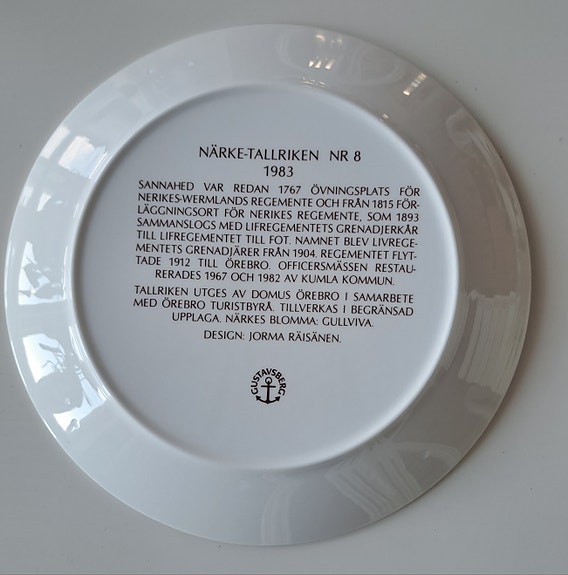 NÄRKE-TALLRIKEN NR 8
1983
SANNAHED VAR REDAN 1767 ÖVNINGSPLATS FÖR
NERIKES-WERMLANDS REGEMENTE OCH FRÅN 1815 FÖR-
LÄGGNINGSORT FÖR NERIKES REGEMENTE, SOM 1893
SAMMANSLOGS MED LIFREGEMENTETS GRENADJERKÅR
TILL LIFREGEMENTET TILL FOT. NAMNET BLEV LIVREGE-
MENTETS GRENADJÄRER FRÅN 1904. REGEMENTET FLYT-
TADE 1912 TILL ÖREBRO. OFFICERSMÄSSEN RESTAU-
RERADES 1967 OCH 1982 AV KUMLA KOMMUN.
TALLRIKEN UTGES AV DOMUS ÖREBRO I SAMARBETE
MED ÖREBRO TURISTBYRÅ. TILLVERKAS I BEGRÄNSAD
UPPLAGA. NÄRKES BLOMMA: GULLVIVA.
DESIGN: JORMA RÄISÄNEN.
GUSTAVSBERG